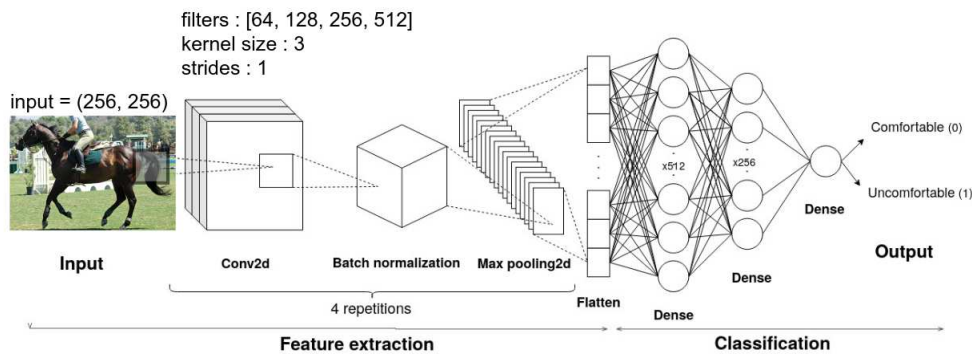 filters : [64, 128, 256, 512]
kernel size : 3
strides : 1
input = (256, 256)
x512
x256
Comfortable (0)
Uncomfortable (1)
Dense
Input
Conv2d
Batch normalization
Max pooling2d
Flatten
Dense
Dense
Output
4 repetitions
Feature extraction
Classification